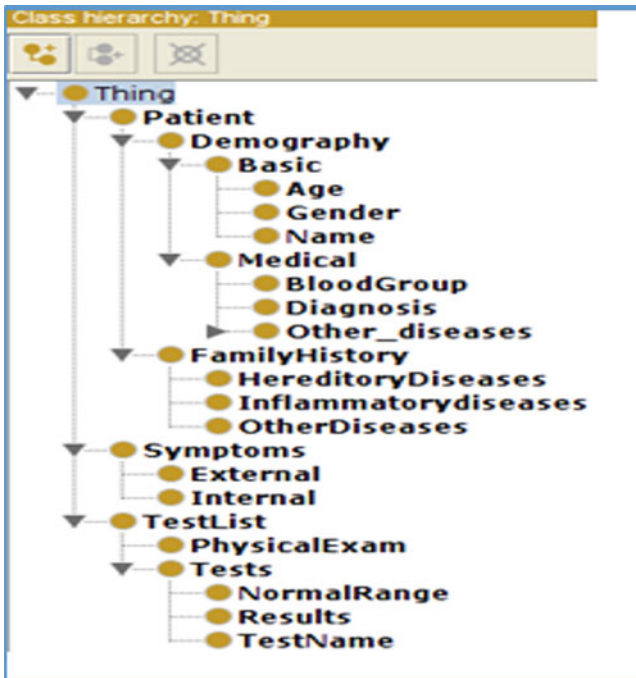 Class hierarchy: Thing
Thing
Patient
Demography
Basic
Age
Gender
Name
Medical
BloodGroup
Diagnosis
Other_diseases
FamilyHistory
HereditoryDiseases
Inflammatorydiseases
OtherDiseases
Symptoms
External
Internal
TestList
PhysicalExam
Tests
NormalRange
Results
TestName